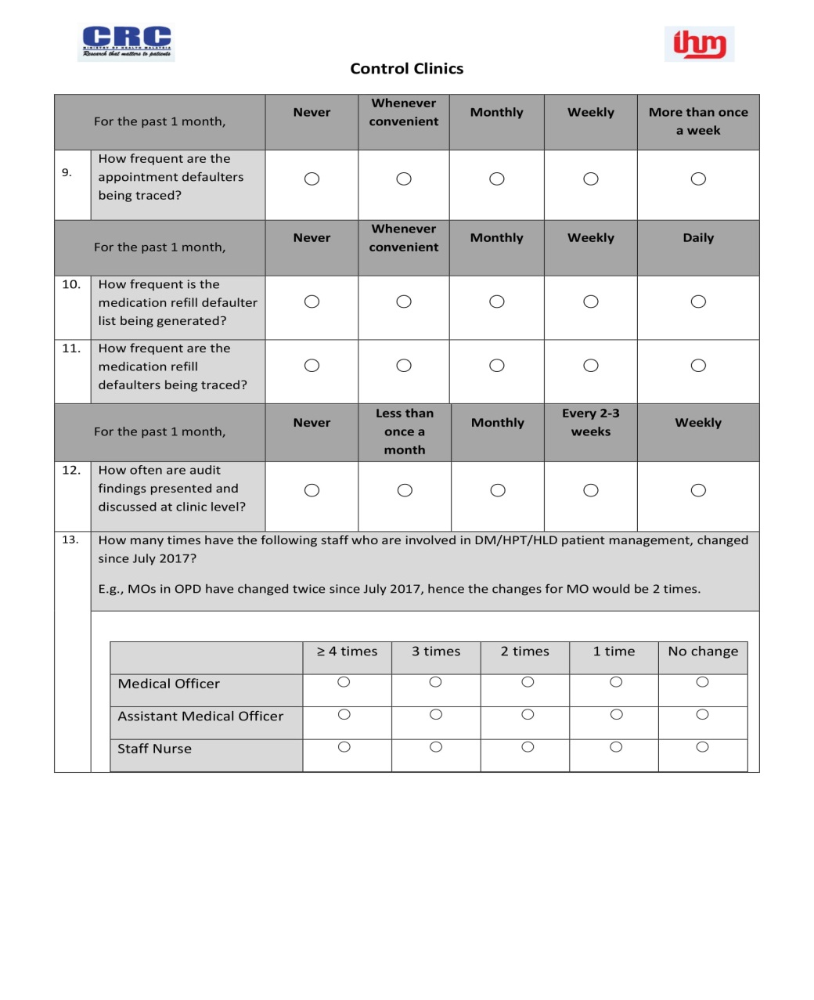 CRC
MINISTRY OF HEALTH MALAYSIA
Research that matters to patients
ihm
Control Clinics
For the past 1 month,
Never
Whenever
convenient
Monthly
Weekly
More than once
a week
9.
How frequent are the
appointment defaulters
being traced?
For the past 1 month,
Never
Whenever
convenient
Monthly
Weekly
Daily
10.
How frequent is the
medication refill defaulter
list being generated?
11.
How frequent are the
medication refill
defaulters being traced?
For the past 1 month,
Never
Less than
once a
month
Monthly
Every 2-3
weeks
Weekly
12.
How often are audit
findings presented and
discussed at clinic level?
13.
How many times have the following staff who are involved in DM/HPT/HLD patient management, changed
since July 2017?
E.g., MOs in OPD have changed twice since July 2017, hence the changes for MO would be 2 times.
≥ 4 times
3 times
2 times
1 time
No change
Medical Officer
Assistant Medical Officer
Staff Nurse